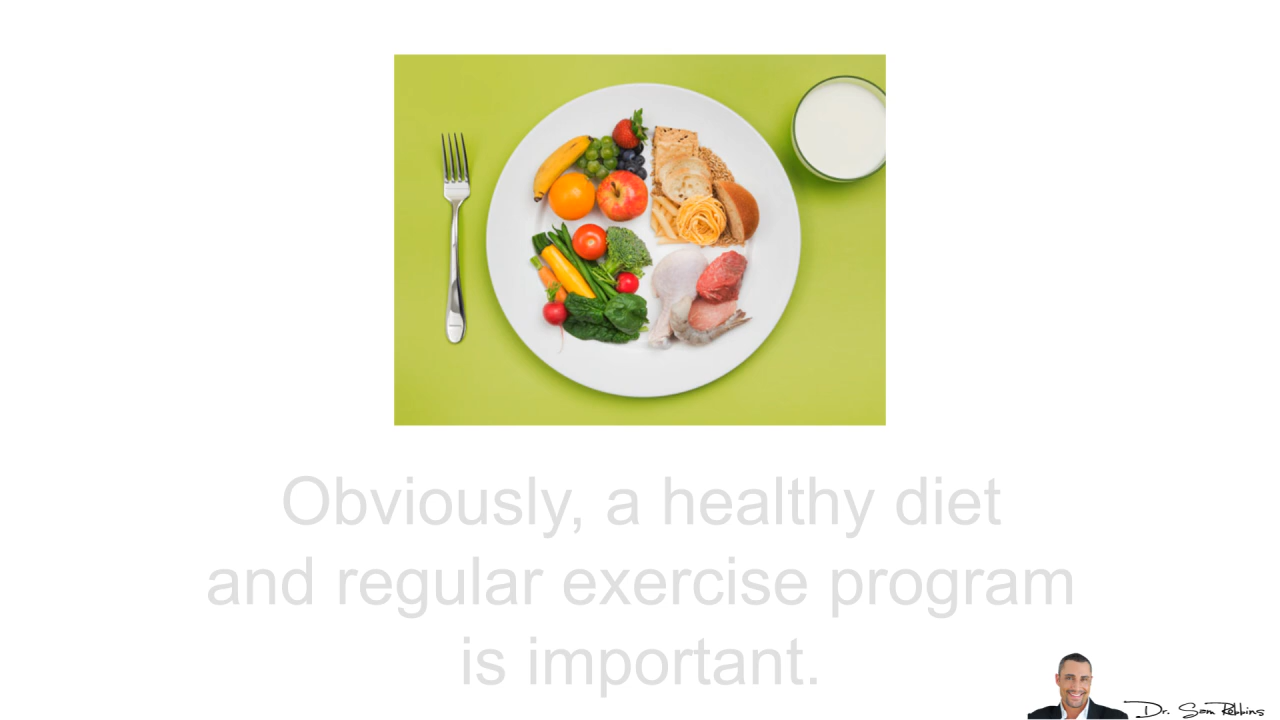 Obviously, a healthy diet
and regular exercise program
is important.
Dr. Sam Robbins